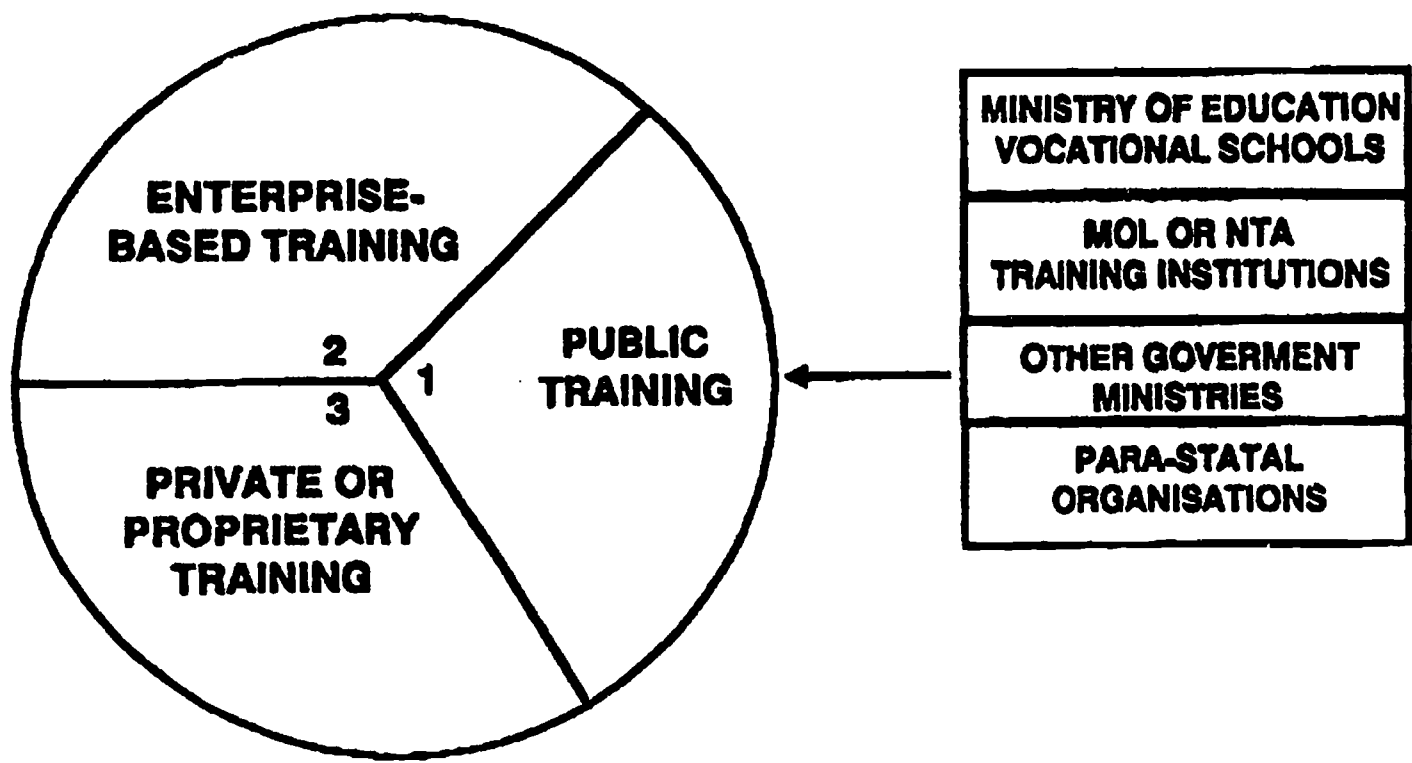 ENTERPRISE-
BASED TRAINING
2
1
3
PUBLIC
TRAINING
PRIVATE OR
PROPRIETARY
TRAINING
MINISTRY OF EDUCATION
VOCATIONAL SCHOOLS
MOL OR NTA
TRAINING INSTITUTIONS
OTHER GOVERMENT
MINISTRIES
PARA-STATAL
ORGANISATIONS